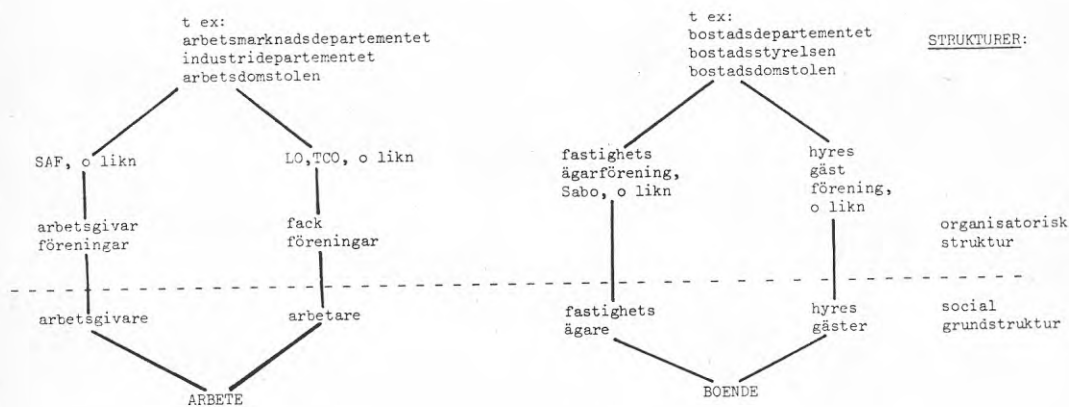 t ex:
arbetsmarknadsdepartementet
industridepartementet
arbetsdomstolen
t ex:
bostadsdepartementet
bostadsstyrelsen
bostadsdomstolen
STRUKTURER:
SAF, o likn
LO,TCO, o likn
fastighets
ägarförening,
Sabo, o likn
hyres
gäst
förening,
o likn
arbetsgivar
föreningar
fack
föreningar
organisatorisk
struktur
arbetsgivare
arbetare
fastighets
ägare
hyres
gäster
social
grundstruktur
ARBETE
BOENDE